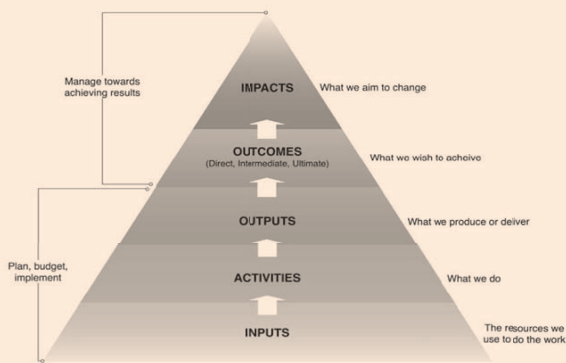 Manage towards
achieving results
IMPACTS
What we aim to change
OUTCOMES
(Direct, Intermediate, Ultimate)
What we wish to acheive
OUTPUTS
What we produce or deliver
Plan, budget,
implement
ACTIVITIES
What we do
INPUTS
The resources we
use to do the work